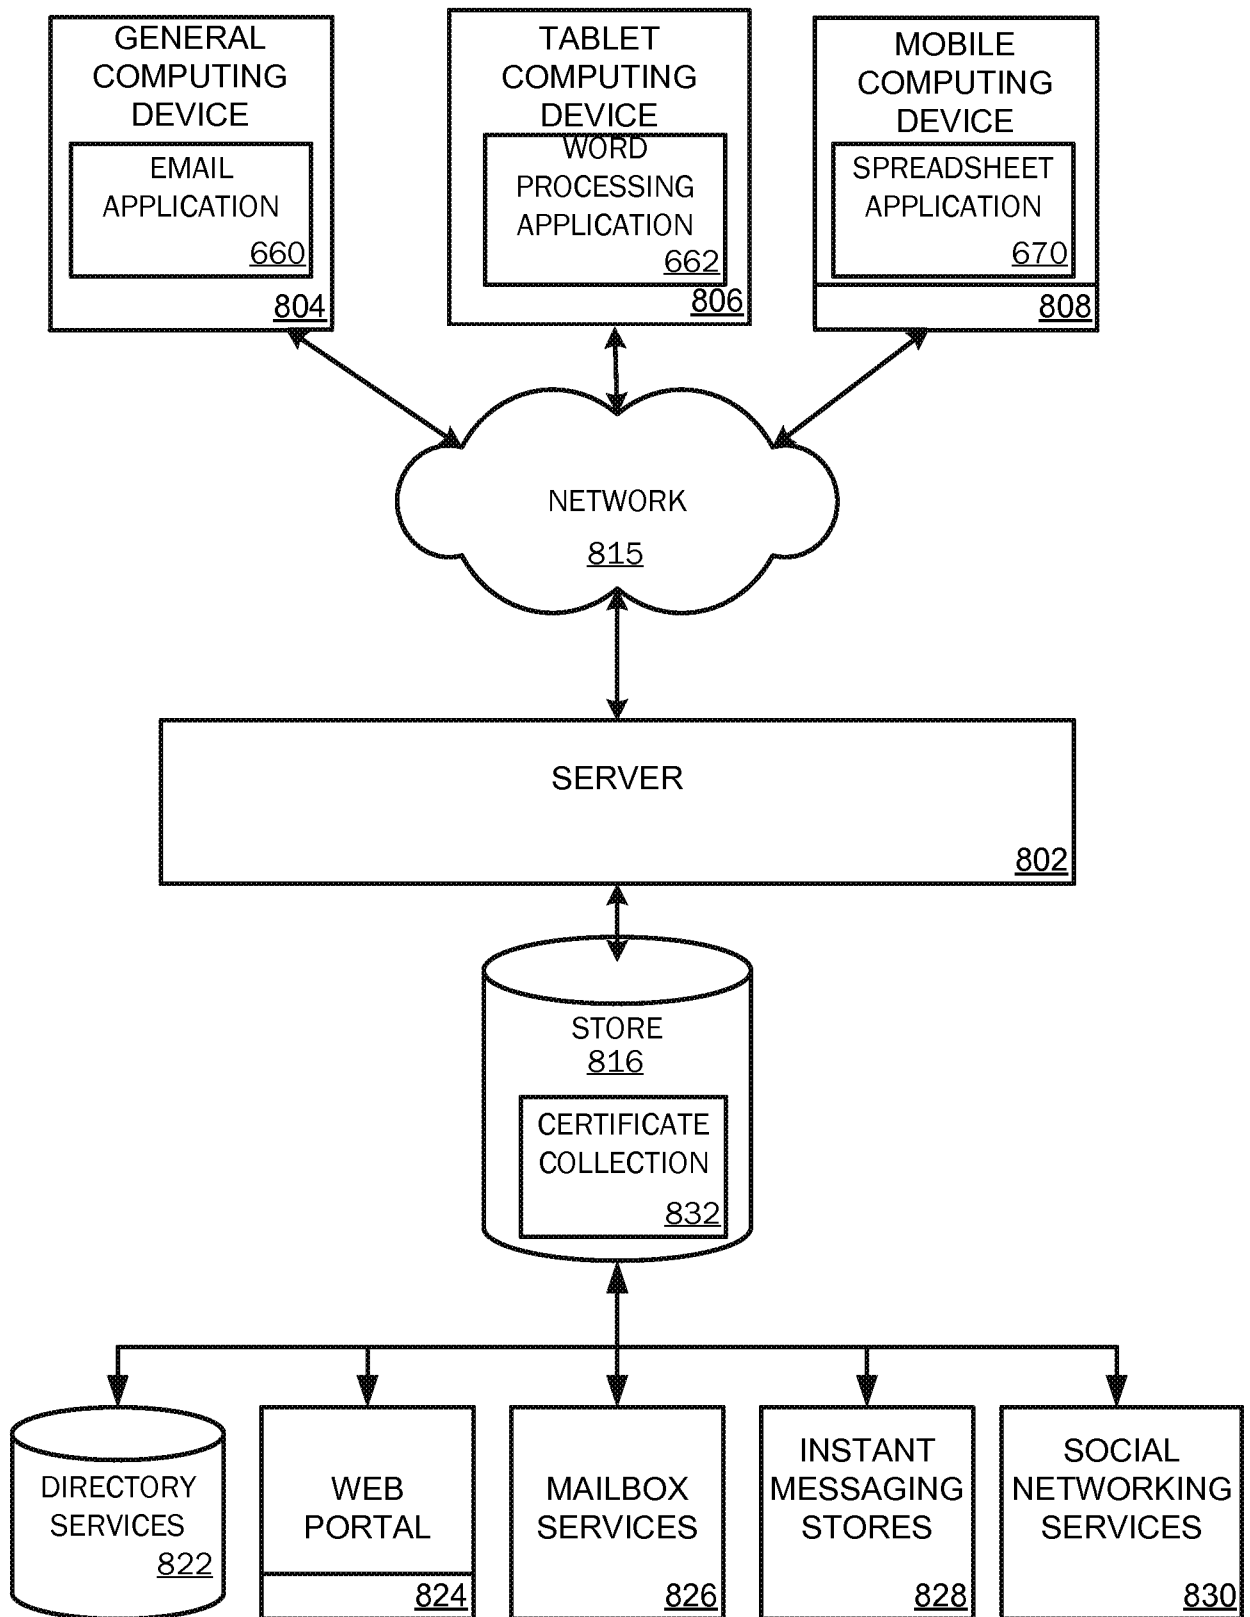 GENERAL
COMPUTING
DEVICE
EMAIL
APPLICATION
660
804
TABLET
COMPUTING
DEVICE
WORD
PROCESSING
APPLICATION
662
806
MOBILE
COMPUTING
DEVICE
SPREADSHEET
APPLICATION
670
808
NETWORK
815
SERVER
802
STORE
816
CERTIFICATE
COLLECTION
832
DIRECTORY
SERVICES
822
WEB
PORTAL
824
MAILBOX
SERVICES
826
INSTANT
MESSAGING
STORES
828
SOCIAL
NETWORKING
SERVICES
830